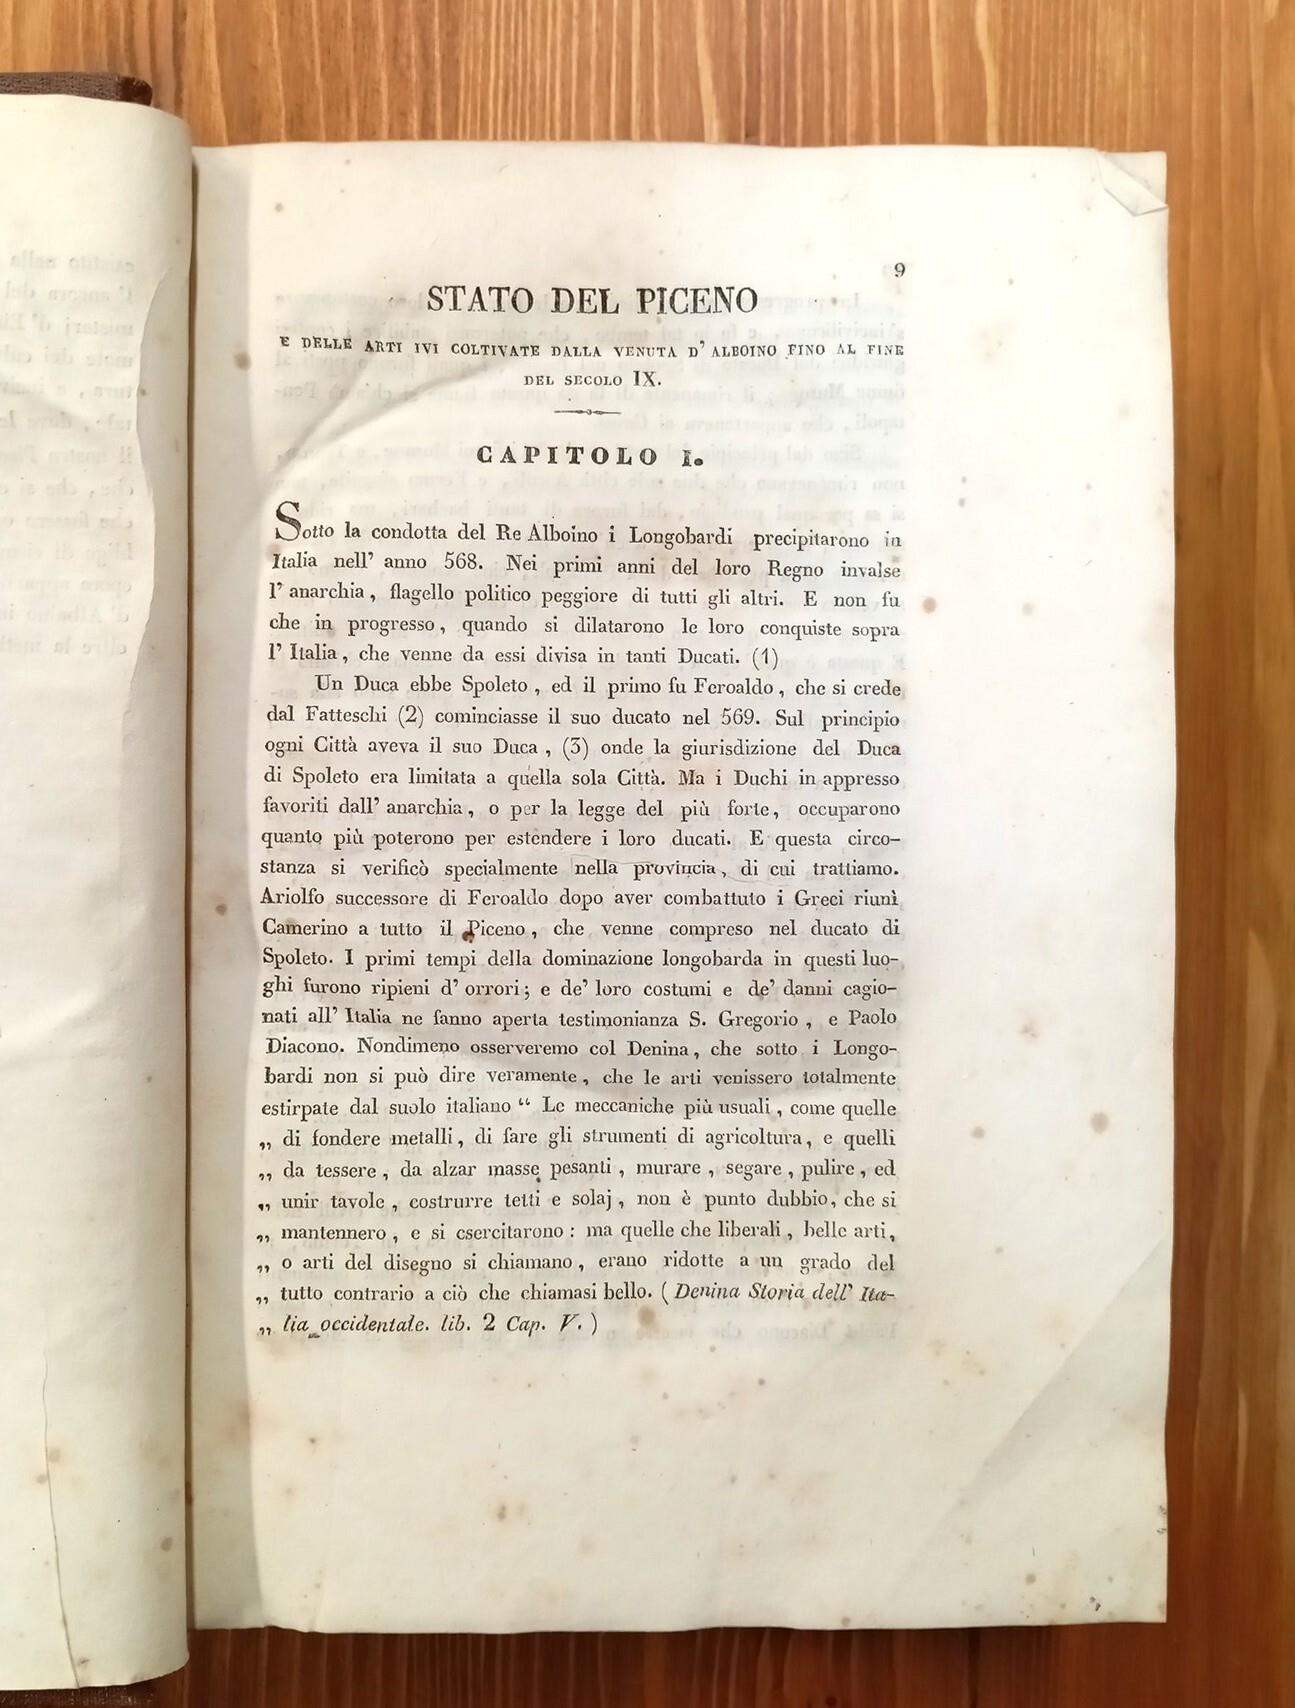 9
STATO DEL PICENO
E DELLE ARTI IVI COLTIVATE DALLA VENUTA D' ALBOINO FINO AL FINE
DEL SECOLO IX.
CAPITOLO I.
Sotto la condotta del Re Alboino i Longobardi precipitarono in
Italia nell' anno 568. Nei primi anni del loro Regno invalse
l' anarchia, flagello politico peggiore di tutti gli altri. E non fu
che in progresso, quando si dilatarono le loro conquiste sopra
l' Italia, che venne da essi divisa in tanti Ducati. (1)
Un Duca ebbe Spoleto, ed il primo fu Feroaldo, che si crede
dal Fatteschi (2) cominciasse il suo ducato nel 569. Sul principio
ogni Città aveva il suo Duca, (3) onde la giurisdizione del Duca
di Spoleto era limitata a quella sola Città. Ma i Duchi in appresso
favoriti dall' anarchia, o per la legge del più forte, occuparono
quanto più poterono per estendere i loro ducati. E questa circo-
stanza si verificò specialmente nella provincia, di cui trattiamo.
Ariolfo successore di Feroaldo dopo aver combattuto i Greci riunì
Camerino a tutto il Piceno, che venne compreso nel ducato di
Spoleto. I primi tempi della dominazione longobarda in questi luo-
ghi furono ripieni d' orrori; e de' loro costumi e de' danni cagio-
nati all' Italia ne fanno aperta testimonianza S. Gregorio, e Paolo
Diacono. Nondimeno osserveremo col Denina, che sotto i Longo-
bardi non si può dire veramente, che le arti venissero totalmente
estirpate dal suolo italiano “ Le meccaniche più usuali, come quelle
„ di fondere metalli, di fare gli strumenti di agricoltura, e quelli
„ da tessere, da alzar masse pesanti, murare, segare, pulire, ed
„ unir tavole, costrurre tetti e solaj, non è punto dubbio, che si
„ mantennero, e si esercitarono: ma quelle che liberali, belle arti,
„ o arti del disegno si chiamano, erano ridotte a un grado del
„ tutto contrario a ciò che chiamasi bello. (Denina Storia dell' Ita-
„ lia occidentale. lib. 2 Cap. V.)